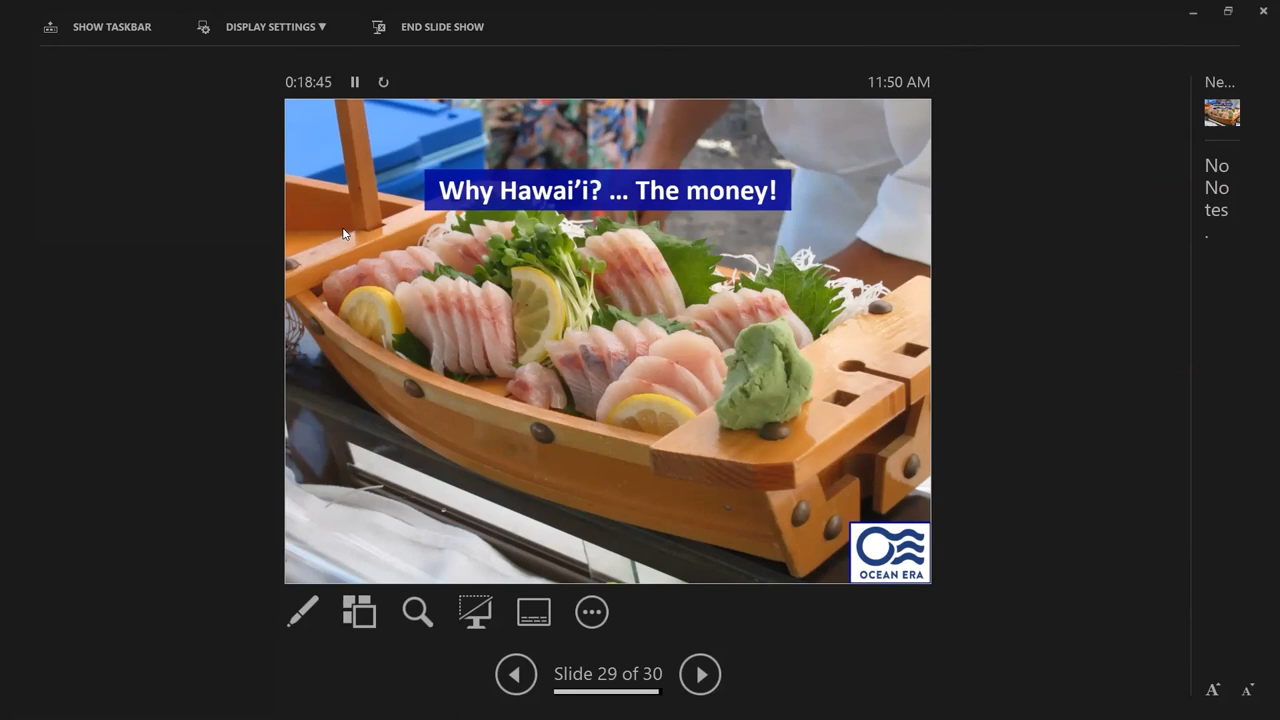 SHOW TASKBAR
DISPLAY SETTINGS ▼
END SLIDE SHOW
0:18:45
11:50 AM
Ne...
Why Hawai’i? ... The money!
No
No
tes
.
OCEAN ERA
Slide 29 of 30
A
A